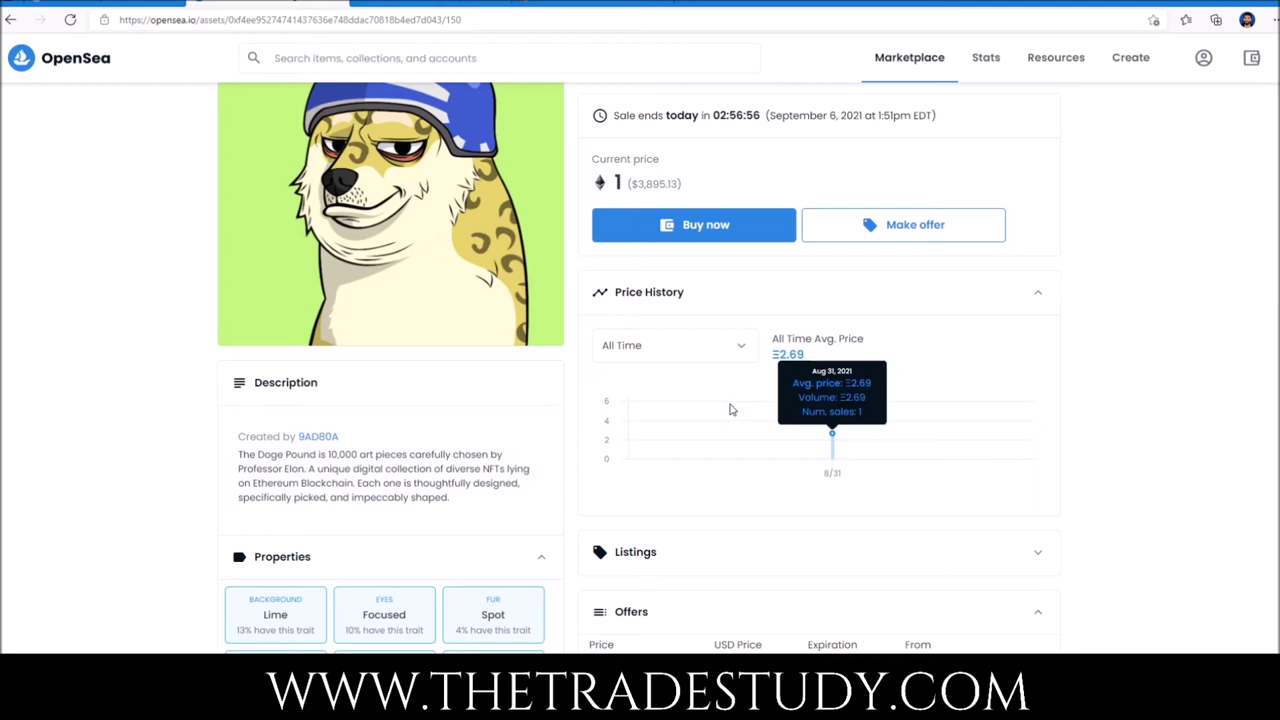 https://opensea.io/assets/0xf4ee95274741437636e748ddac70818b4ed7d043/150
OpenSea
Search items, collections, and accounts
Marketplace
Stats
Resources
Create
Sale ends today in 02:56:56 (September 6, 2021 at 1:51pm EDT)
Current price
1 ($3,895.13)
Buy now
Make offer
Price History
All Time
All Time Avg. Price
Ξ2.69
Aug 31, 2021
Avg. price: Ξ2.69
Volume: Ξ2.69
Num. sales: 1
6
4
2
0
8/31
Description
Created by 9AD80A
The Doge Pound is 10,000 art pieces carefully chosen by
Professor Elon. A unique digital collection of diverse NFTs lying
on Ethereum Blockchain. Each one is thoughtfully designed,
specifically picked, and impeccably shaped.
Properties
BACKGROUND
Lime
13% have this trait
EYES
Focused
10% have this trait
FUR
Spot
4% have this trait
Listings
Offers
Price
USD Price
Expiration
From
WWW.THETRADESTUDY.COM